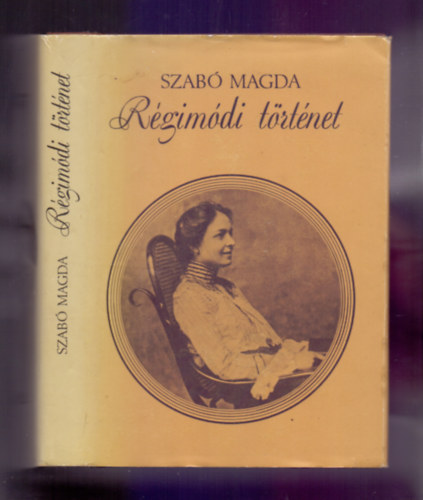 SZABÓ MAGDA
Régimódi történet
SZABÓ MAGDA Régimódi történet